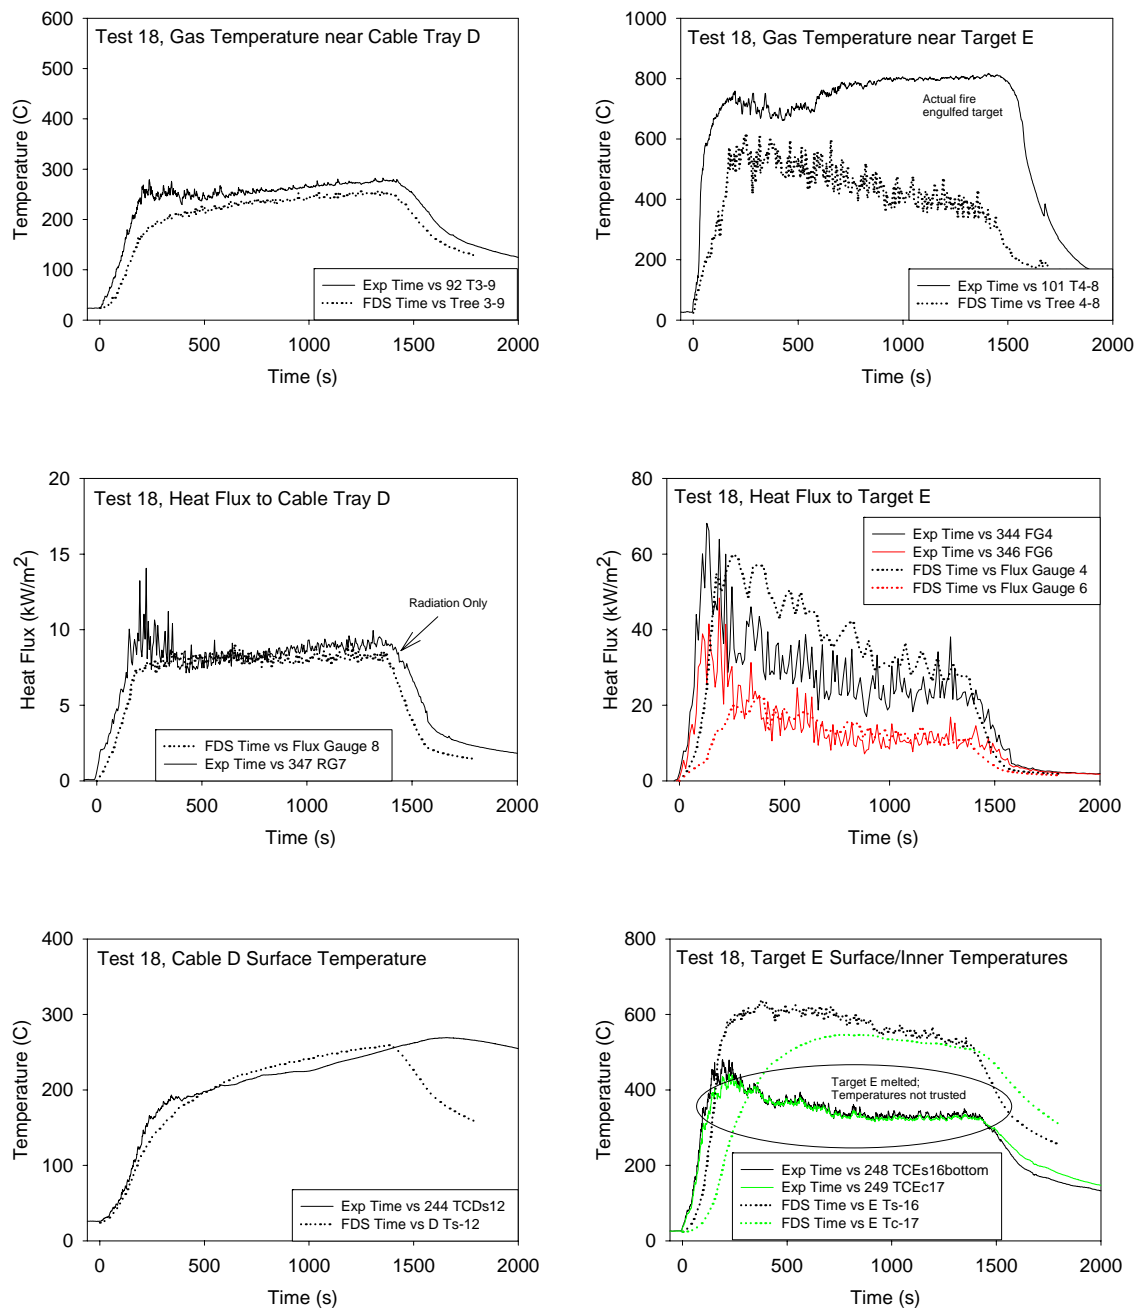 Test 18, Gas Temperature near Cable Tray D
Temperature (C)
600
500
400
300
200
100
0
Exp Time vs 92 T3-9
FDS Time vs Tree 3-9
0 500 1000 1500 2000
Time (s)
Test 18, Gas Temperature near Target E
Temperature (C)
1000
800
600
400
200
0
Actual fire
engulfed target
Exp Time vs 101 T4-8
FDS Time vs Tree 4-8
0 500 1000 1500 2000
Time (s)
Test 18, Heat Flux to Cable Tray D
Heat Flux (kW/m2)
20
15
10
5
0
Radiation Only
FDS Time vs Flux Gauge 8
Exp Time vs 347 RG7
0 500 1000 1500 2000
Time (s)
Test 18, Heat Flux to Target E
Heat Flux (kW/m2)
80
60
40
20
0
Exp Time vs 344 FG4
Exp Time vs 346 FG6
FDS Time vs Flux Gauge 4
FDS Time vs Flux Gauge 6
0 500 1000 1500 2000
Time (s)
Test 18, Cable D Surface Temperature
Temperature (C)
400
300
200
100
0
Exp Time vs 244 TCDs12
FDS Time vs D Ts-12
0 500 1000 1500 2000
Time (s)
Test 18, Target E Surface/Inner Temperatures
Temperature (C)
800
600
400
200
0
Target E melted;
Temperatures not trusted
Exp Time vs 248 TCEs16bottom
Exp Time vs 249 TCEc17
FDS Time vs E Ts-16
FDS Time vs E Tc-17
0 500 1000 1500 2000
Time (s)